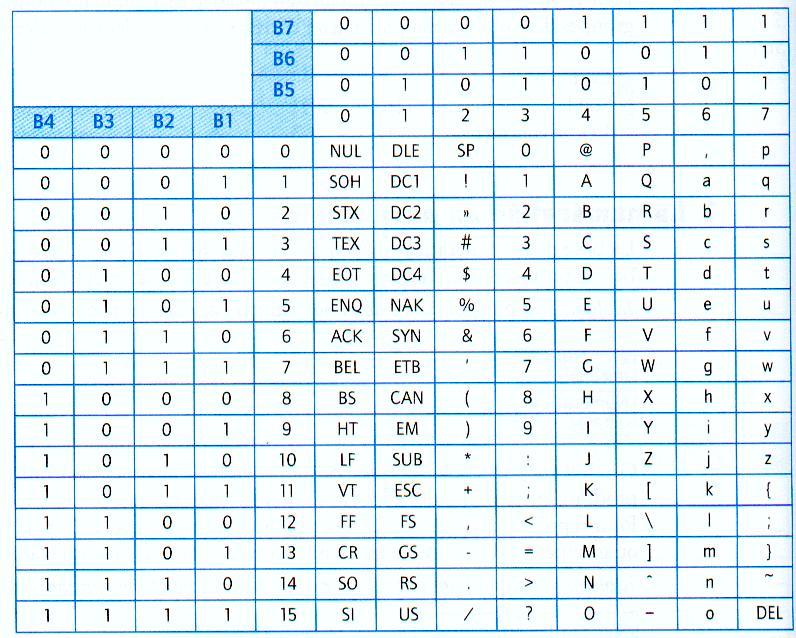 B7 0 0 0 0 1 1 1 1
B6 0 0 1 1 0 0 1 1
B5 0 1 0 1 0 1 0 1
B4 B3 B2 B1 0 1 2 3 4 5 6 7
0 0 0 0 0 NUL DLE SP 0 @ P , p
0 0 0 1 1 SOH DC1 ! 1 A Q a q
0 0 1 0 2 STX DC2 » 2 B R b r
0 0 1 1 3 TEX DC3 # 3 C S c s
0 1 0 0 4 EOT DC4 $ 4 D T d t
0 1 0 1 5 ENQ NAK % 5 E U e u
0 1 1 0 6 ACK SYN & 6 F V f v
0 1 1 1 7 BEL ETB ' 7 G W g w
1 0 0 0 8 BS CAN ( 8 H X h x
1 0 0 1 9 HT EM ) 9 I Y i y
1 0 1 0 10 LF SUB * : J Z j z
1 0 1 1 11 VT ESC + ; K [ k {
1 1 0 0 12 FF FS , < L \ l ;
1 1 0 1 13 CR GS - = M ] m }
1 1 1 0 14 SO RS . > N ^ n ~
1 1 1 1 15 SI US / ? O – o DEL